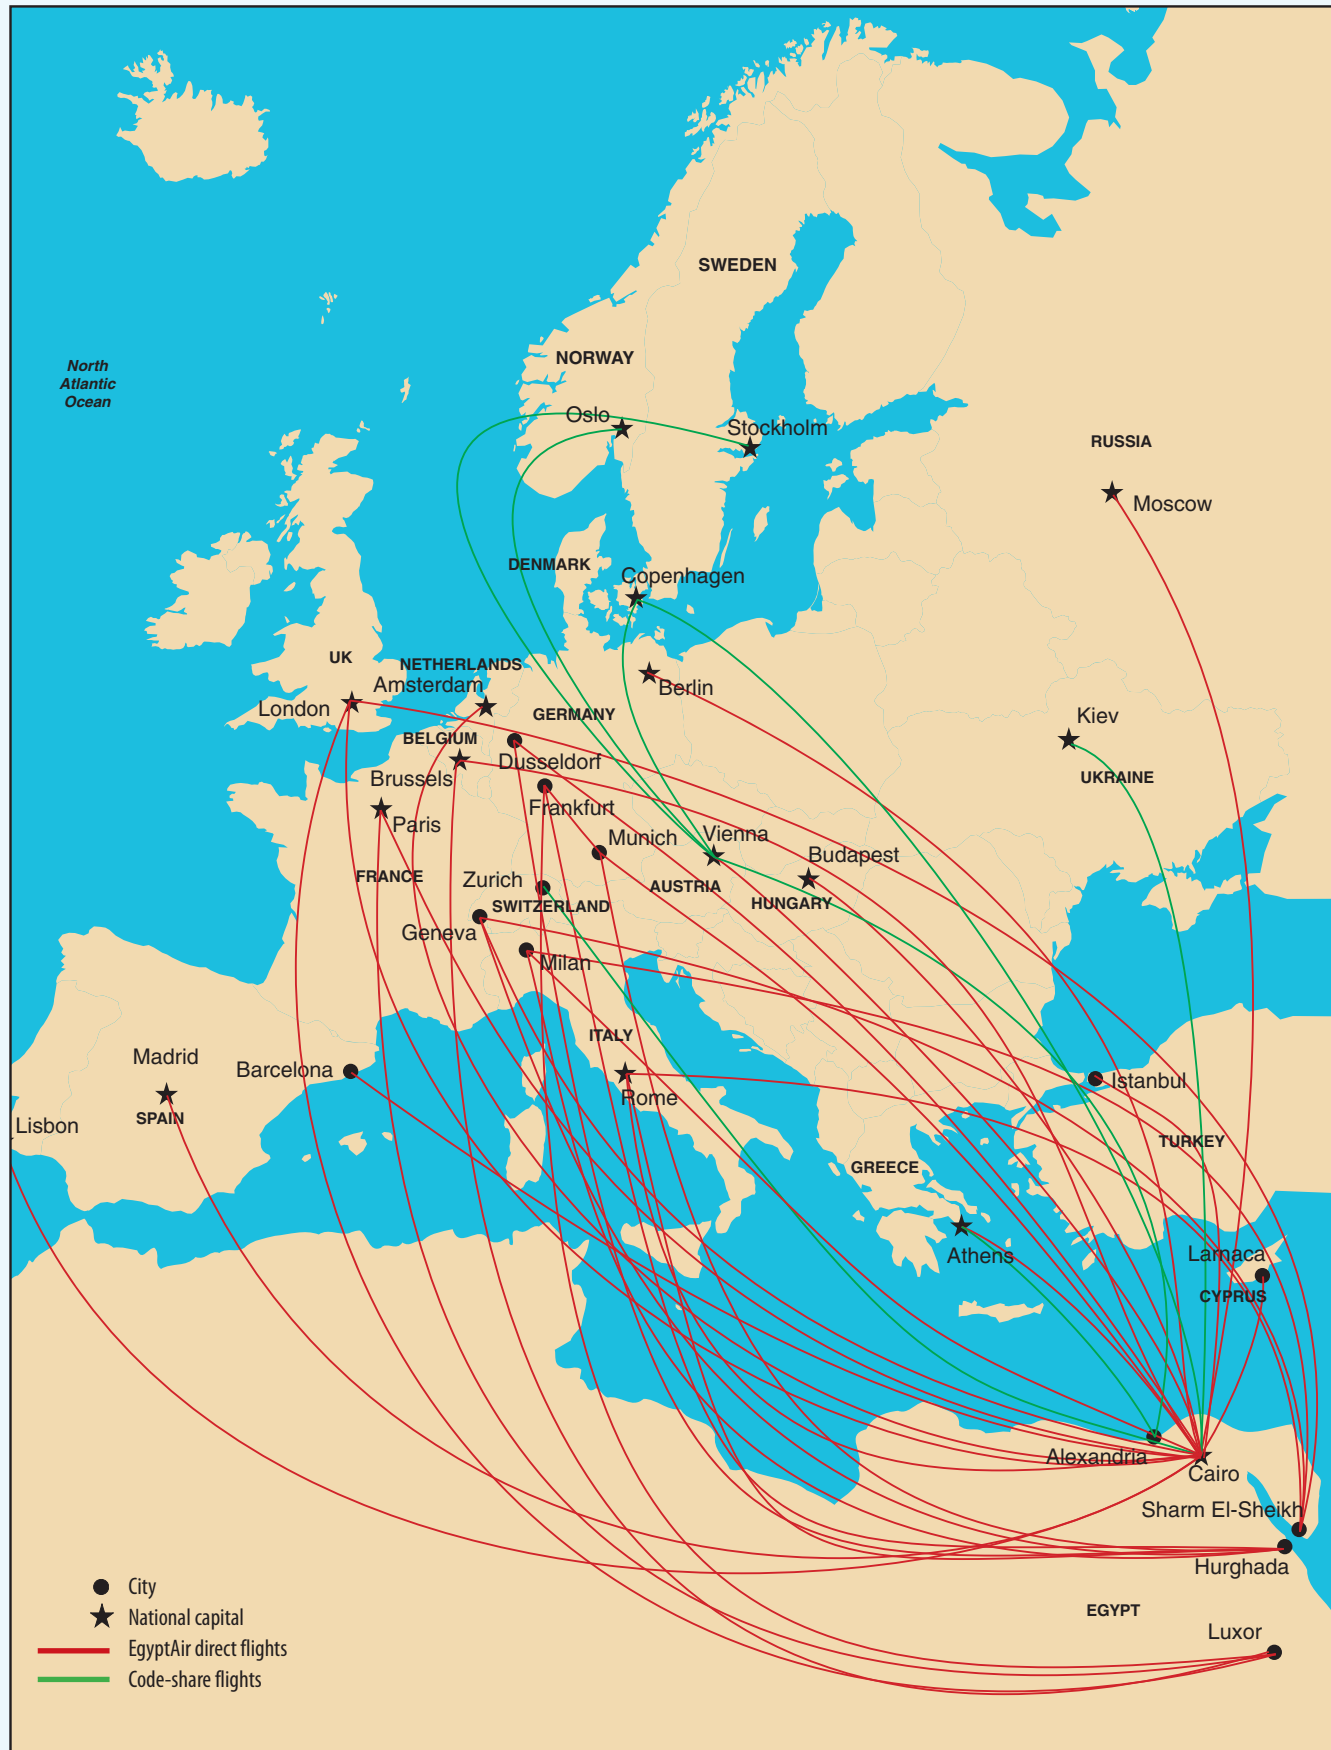 SWEDEN
NORWAY
North
Atlantic
Ocean
Oslo
Stockholm
RUSSIA
Moscow
DENMARK
Copenhagen
UK
NETHERLANDS
Amsterdam
Berlin
London
GERMANY
Kiev
BELGIUM
Dusseldorf
Brussels
UKRAINE
Frankfurt
Paris
Munich
Vienna
Budapest
FRANCE
Zurich
AUSTRIA
SWITZERLAND
HUNGARY
Geneva
Milan
ITALY
Madrid
Barcelona
Istanbul
Rome
SPAIN
Lisbon
TURKEY
GREECE
Athens
Larnaca
CYPRUS
Alexandria
Cairo
Sharm El-Sheikh
Hurghada
City
EGYPT
National capital
Luxor
EgyptAir direct flights
Code-share flights